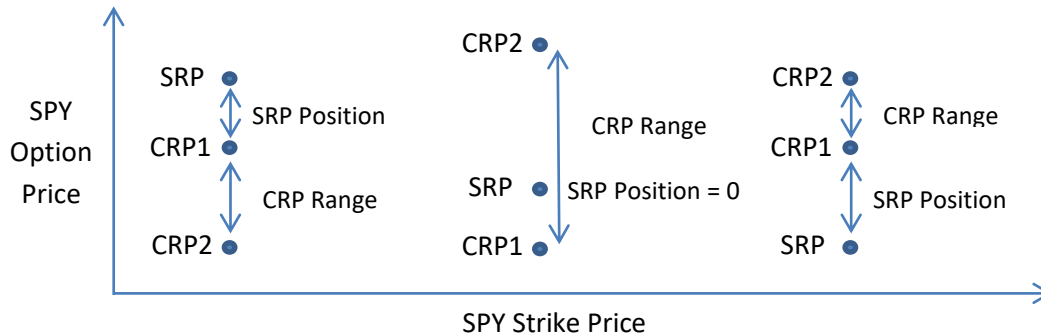 SPY
Option
Price
SRP
SRP Position
CRP1
CRP Range
CRP2
CRP2
CRP Range
SRP
SRP Position = 0
CRP1
CRP2
CRP Range
CRP1
SRP Position
SRP
SPY Strike Price